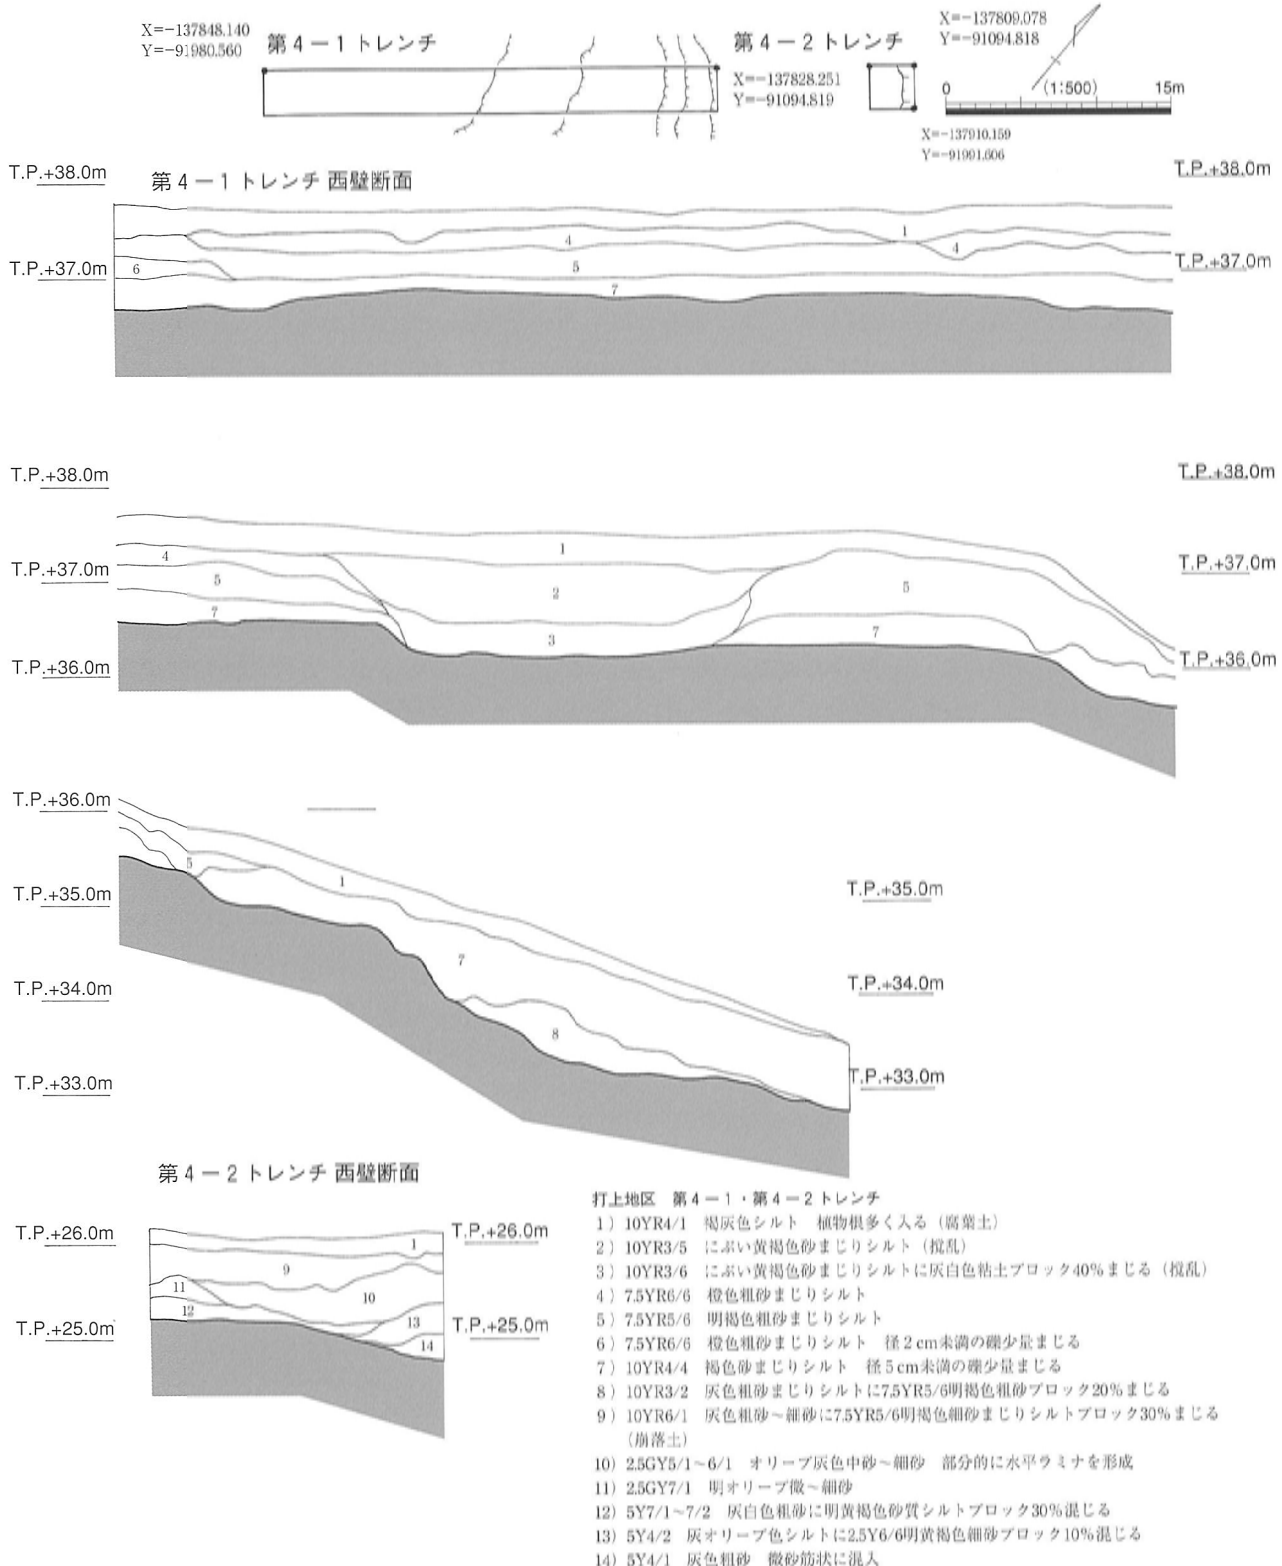 X=-137848.140
Y=-91980.560
第4-1トレンチ
第4-2トレンチ
X=-137828.251
Y=-91094.819
X=-137809.078
Y=-91094.818
0 (1:500) 15m
X=-137910.159
Y=-91991.606
T.P.+38.0m
第4-1トレンチ 西壁断面
T.P.+38.0m
1
4
4
T.P.+37.0m
6
5
T.P.+37.0m
7
T.P.+38.0m
T.P.+38.0m
1
4
T.P.+37.0m
T.P.+37.0m
5
2
5
7
3
7
T.P.+36.0m
T.P.+36.0m
T.P.+36.0m
5
1
T.P.+35.0m
T.P.+35.0m
7
T.P.+34.0m
T.P.+34.0m
8
T.P.+33.0m
T.P.+33.0m
第4-2トレンチ 西壁断面
T.P.+26.0m
T.P.+26.0m
1
9
11
10
12
13
T.P.+25.0m
T.P.+25.0m
14
打上地区 第4-1・第4-2トレンチ
1) 10YR4/1 褐灰色シルト 植物根多く入る(腐葉土)
2) 10YR3/5 にぶい黄褐色砂まじりシルト(撹乱)
3) 10YR3/6 にぶい黄褐色砂まじりシルトに灰白色粘土ブロック40%まじる(撹乱)
4) 7.5YR6/6 橙色粗砂まじりシルト
5) 7.5YR5/6 明褐色粗砂まじりシルト
6) 7.5YR6/6 橙色粗砂まじりシルト 径2cm未満の礫少量まじる
7) 10YR4/4 褐色砂まじりシルト 径5cm未満の礫少量まじる
8) 10YR3/2 灰色粗砂まじりシルトに7.5YR5/6明褐色粗砂ブロック20%まじる
9) 10YR6/1 灰色粗砂~細砂に7.5YR5/6明褐色細砂まじりシルトブロック30%まじる
(崩落土)
10) 2.5GY5/1~6/1 オリーブ灰色中砂~細砂 部分的に水平ラミナを形成
11) 2.5GY7/1 明オリーブ微~細砂
12) 5Y7/1~7/2 灰白色粗砂に明黄褐色砂質シルトブロック30%混じる
13) 5Y4/2 灰オリーブ色シルトに2.5Y6/6明黄褐色細砂ブロック10%混じる
14) 5Y4/1 灰色粗砂 微砂筋状に混入